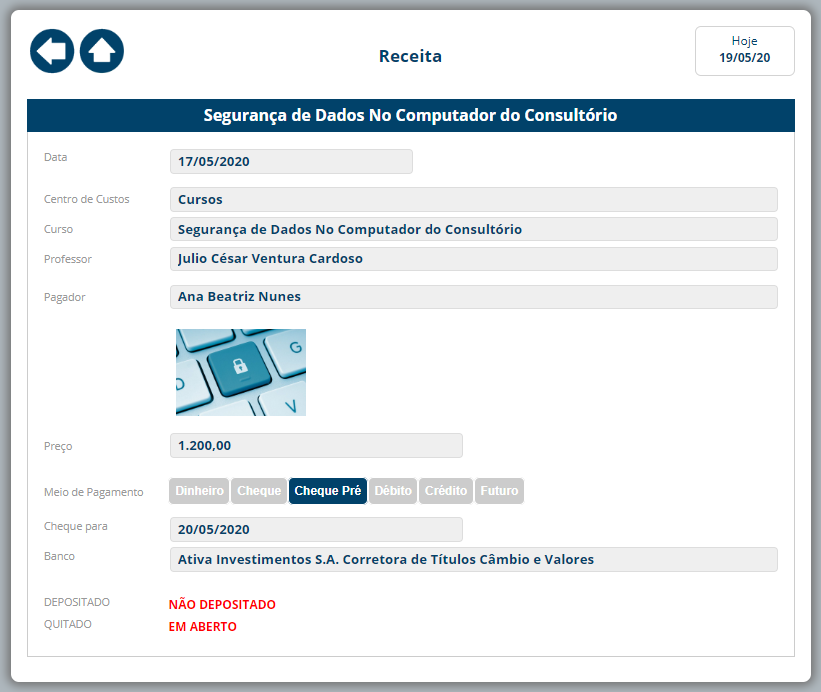 Receita
Hoje
19/05/20
Segurança de Dados No Computador do Consultório
Data
17/05/2020
Centro de Custos
Cursos
Curso
Segurança de Dados No Computador do Consultório
Professor
Julio César Ventura Cardoso
Pagador
Ana Beatriz Nunes
G
O
V
Preço
1.200,00
Meio de Pagamento
Dinheiro Cheque Cheque Pré Débito Crédito Futuro
Cheque para
20/05/2020
Banco
Ativa Investimentos S.A. Corretora de Títulos Câmbio e Valores
DEPOSITADO
NÃO DEPOSITADO
QUITADO
EM ABERTO